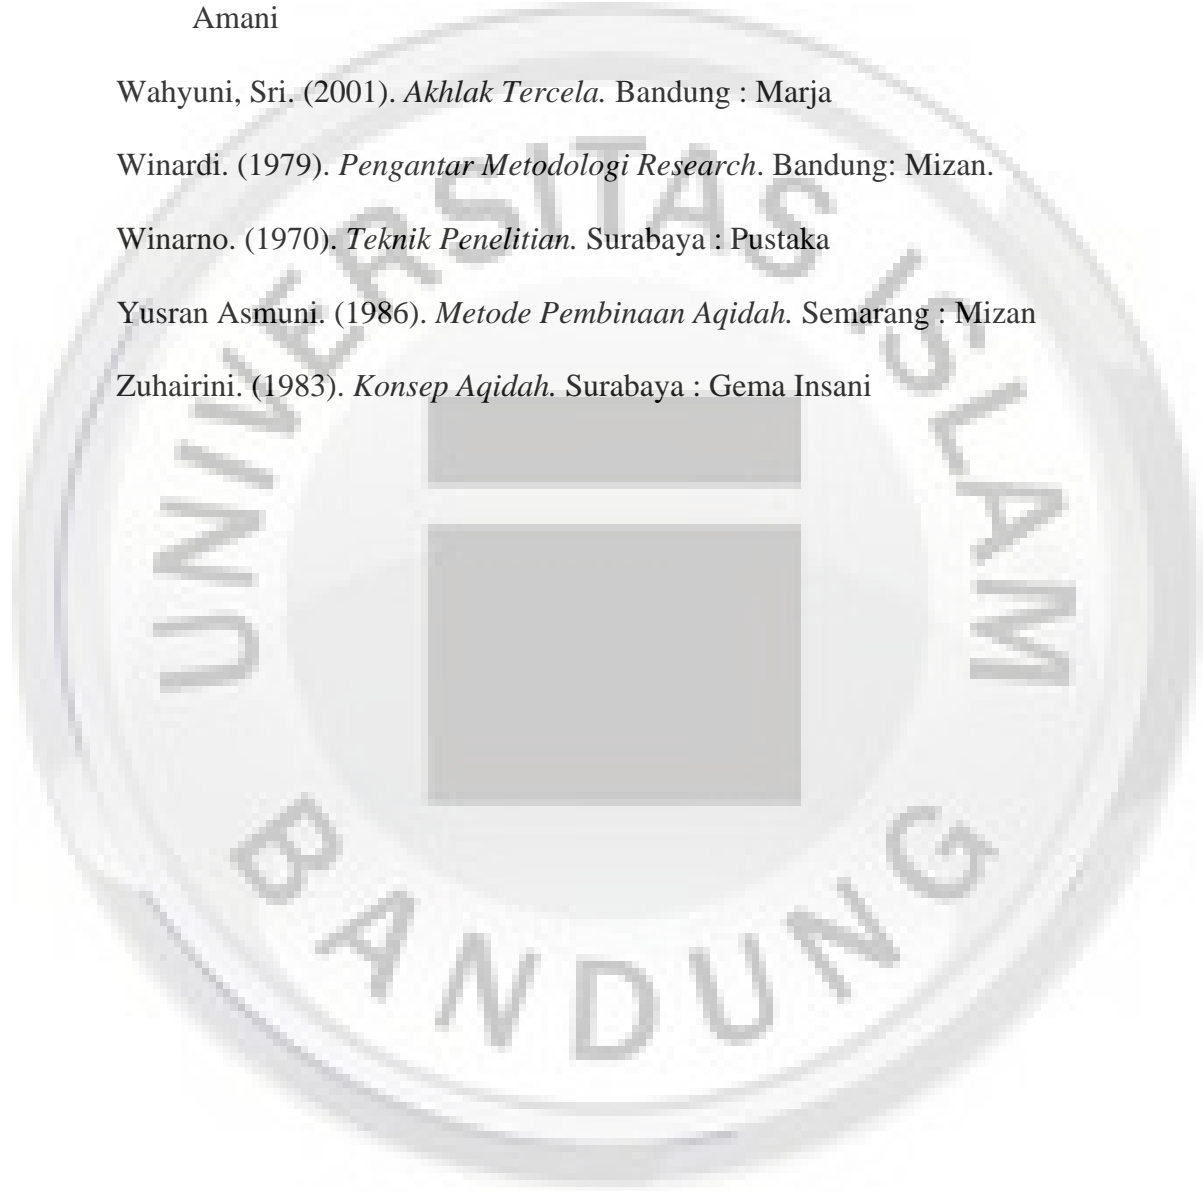 Amani
Wahyuni, Sri. (2001). Akhlak Tercela. Bandung : Marja
Winardi. (1979). Pengantar Metodologi Research. Bandung: Mizan.
Winarno. (1970). Teknik Penelitian. Surabaya : Pustaka
Yusran Asmuni. (1986). Metode Pembinaan Aqidah. Semarang : Mizan
Zuhairini. (1983). Konsep Aqidah. Surabaya : Gema Insani
UNIVERSITAS ISLAM
BANDUNG